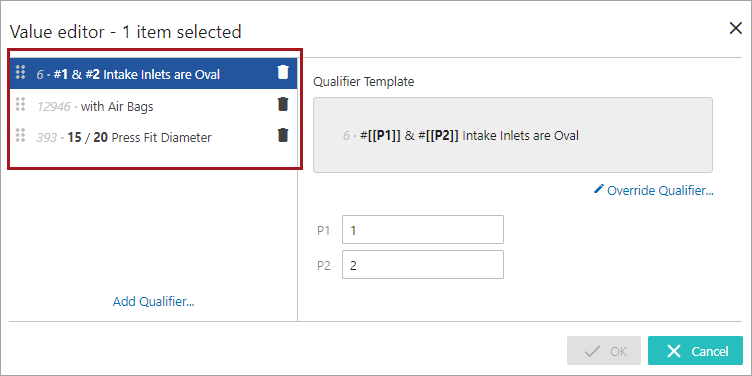 Value editor - 1 item selected
6 - #1 & #2 Intake Inlets are Oval
12946 - with Air Bags
393 - 15 / 20 Press Fit Diameter
Add Qualifier...
Qualifier Template
6 - #[[P1]] & #[[P2]] Intake Inlets are Oval
Override Qualifier...
P1 1
P2 2
OK
Cancel